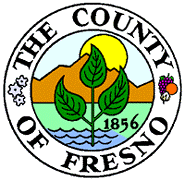 THE COUNTY
OF FRESNO
1856